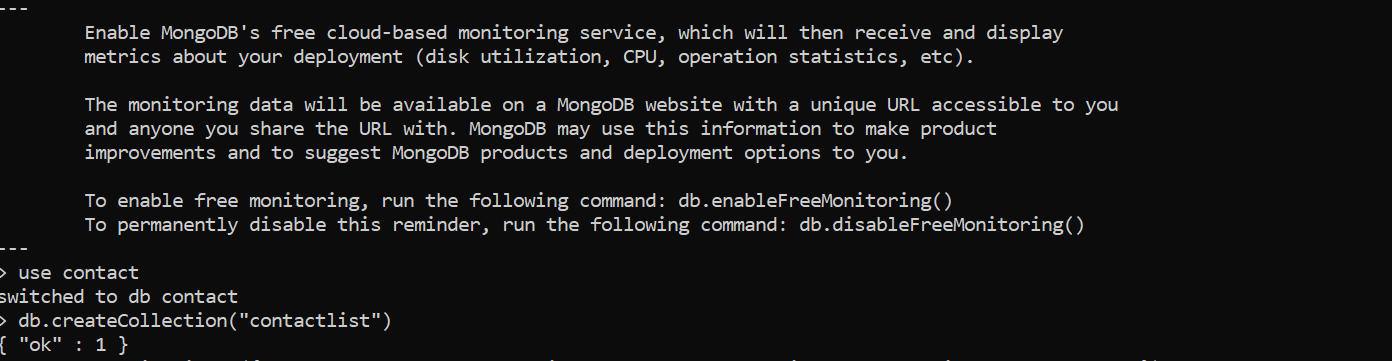 ---
Enable MongoDB's free cloud-based monitoring service, which will then receive and display
metrics about your deployment (disk utilization, CPU, operation statistics, etc).
The monitoring data will be available on a MongoDB website with a unique URL accessible to you
and anyone you share the URL with. MongoDB may use this information to make product
improvements and to suggest MongoDB products and deployment options to you.
To enable free monitoring, run the following command: db.enableFreeMonitoring()
To permanently disable this reminder, run the following command: db.disableFreeMonitoring()
---
> use contact
switched to db contact
> db.createCollection("contactlist")
{ "ok" : 1 }